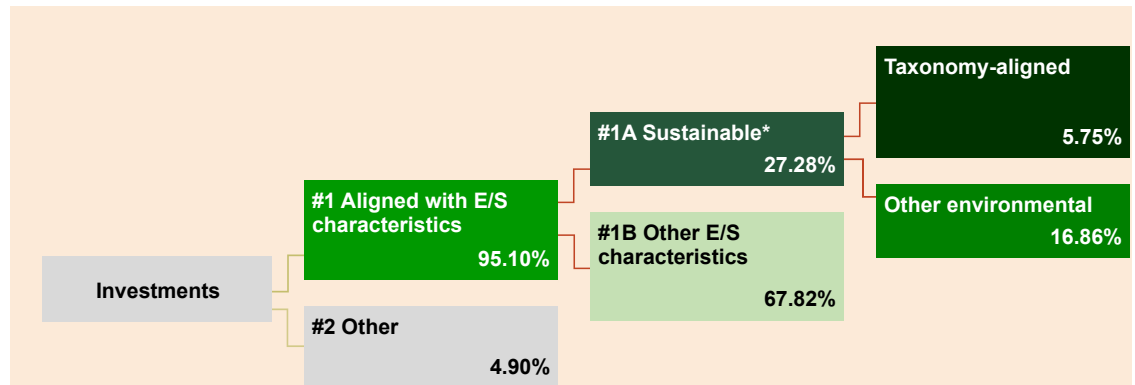 Taxonomy-aligned
5.75%
#1A Sustainable*
27.28%
Other environmental
16.86%
#1 Aligned with E/S
characteristics
95.10%
#1B Other E/S
characteristics
67.82%
Investments
#2 Other
4.90%